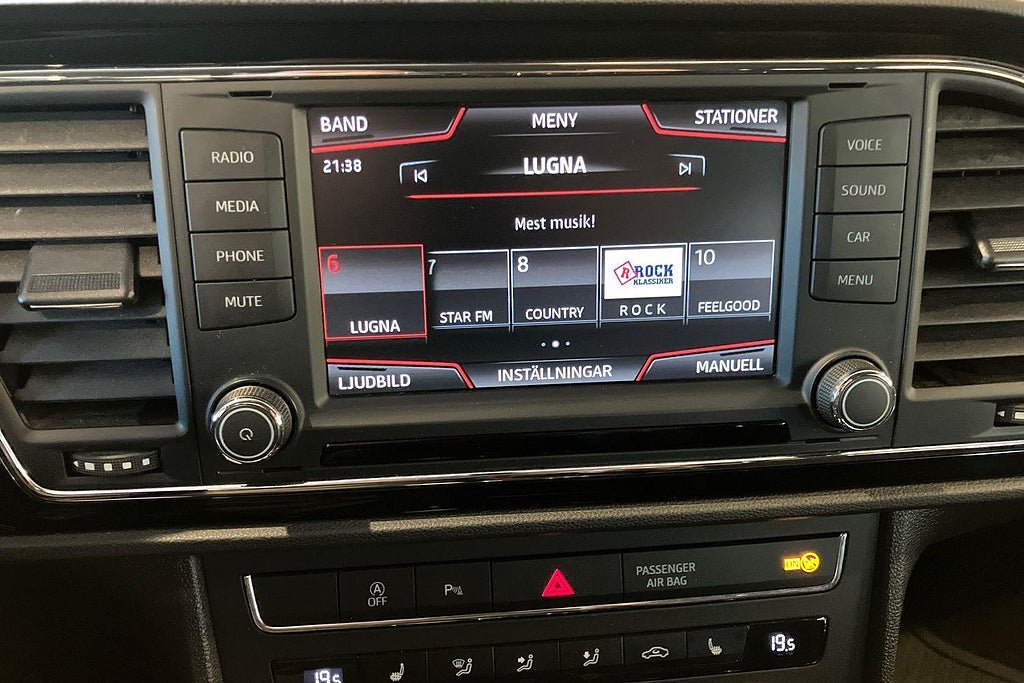 BAND
MENY
STATIONER
21:38
LUGNA
Mest musik!
6
7
8
10
R ROCK
KLASSIKER
LUGNA
STAR FM
COUNTRY
ROCK
FEELGOOD
LJUDBILD
INSTÄLLNINGAR
MANUELL
RADIO
MEDIA
PHONE
MUTE
VOICE
SOUND
CAR
MENU
A
OFF
P
PASSENGER
AIR BAG
ON
19.5
19.5